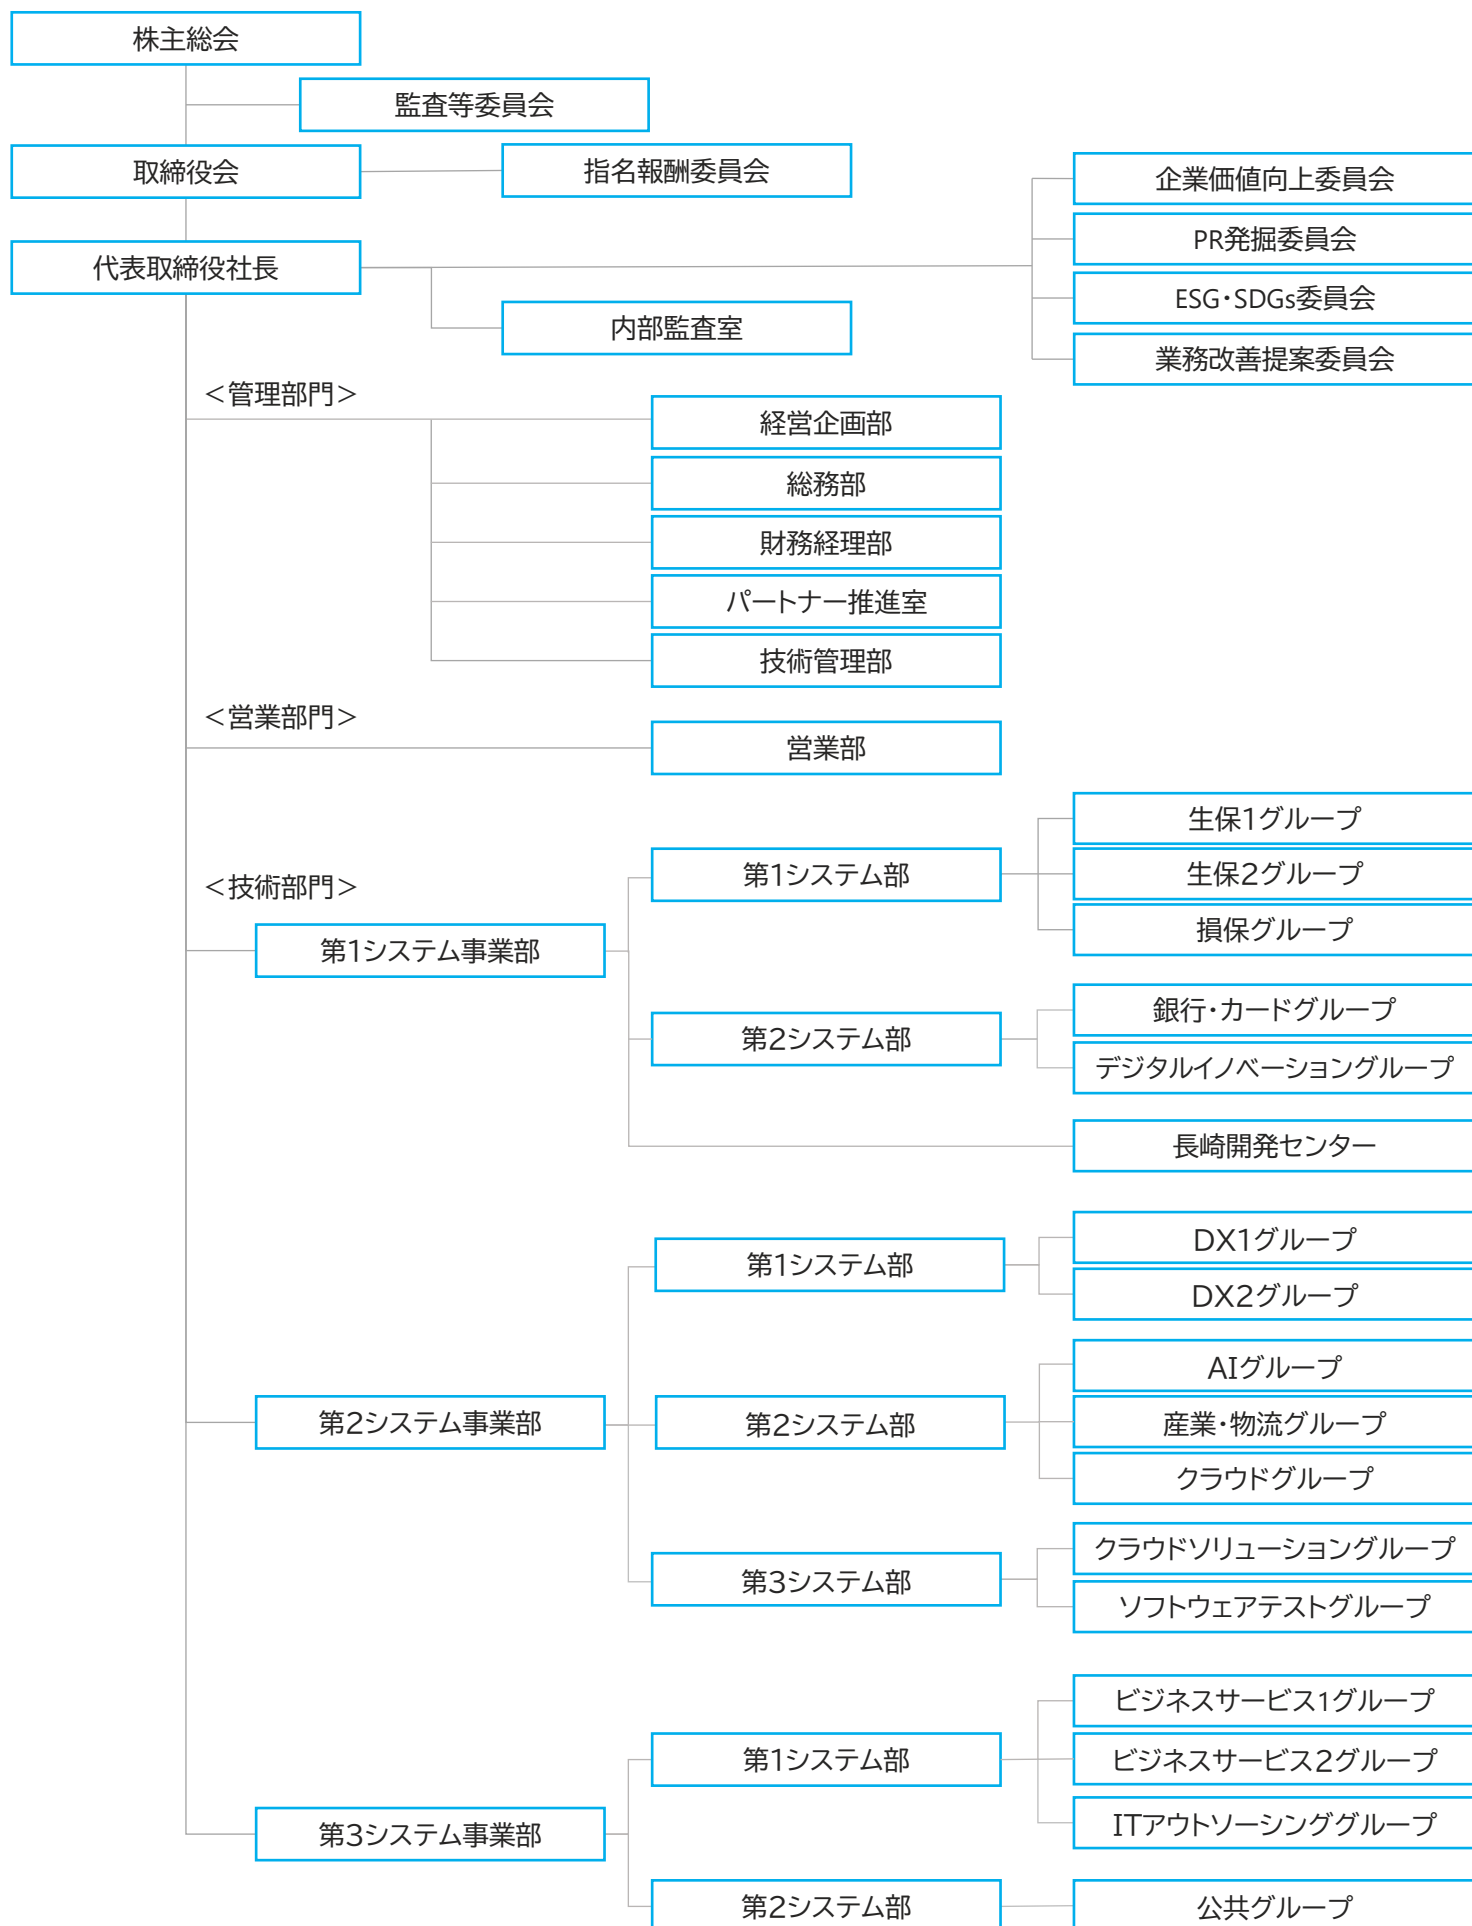 株主総会
監査等委員会
取締役会
指名報酬委員会
企業価値向上委員会
PR発掘委員会
代表取締役社長
ESG・SDGs委員会
内部監査室
業務改善提案委員会
＜管理部門＞
経営企画部
総務部
財務経理部
パートナー推進室
技術管理部
＜営業部門＞
営業部
＜技術部門＞
第1システム事業部
第1システム部
生保1グループ
生保2グループ
損保グループ
第2システム部
銀行・カードグループ
デジタルイノベーショングループ
長崎開発センター
第2システム事業部
第1システム部
DX1グループ
DX2グループ
第2システム部
AIグループ
産業・物流グループ
クラウドグループ
第3システム部
クラウドソリューショングループ
ソフトウェアテストグループ
第3システム事業部
第1システム部
ビジネスサービス1グループ
ビジネスサービス2グループ
ITアウトソーシンググループ
第2システム部
公共グループ